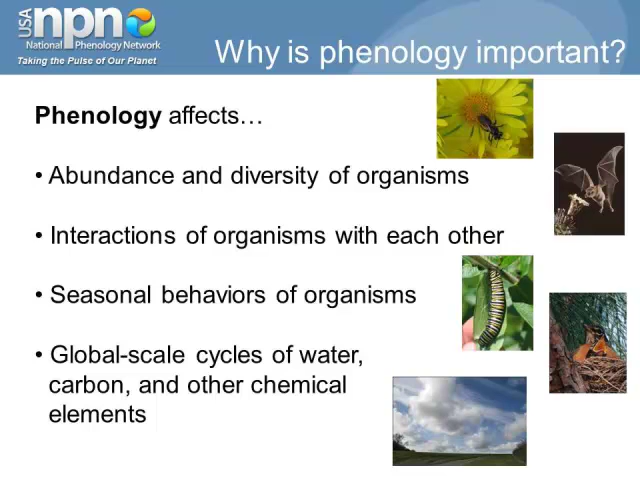 USA
npn
National Phenology Network
Taking the Pulse of Our Planet
Why is phenology important?
Phenology affects…
• Abundance and diversity of organisms
• Interactions of organisms with each other
• Seasonal behaviors of organisms
• Global-scale cycles of water,
carbon, and other chemical
elements